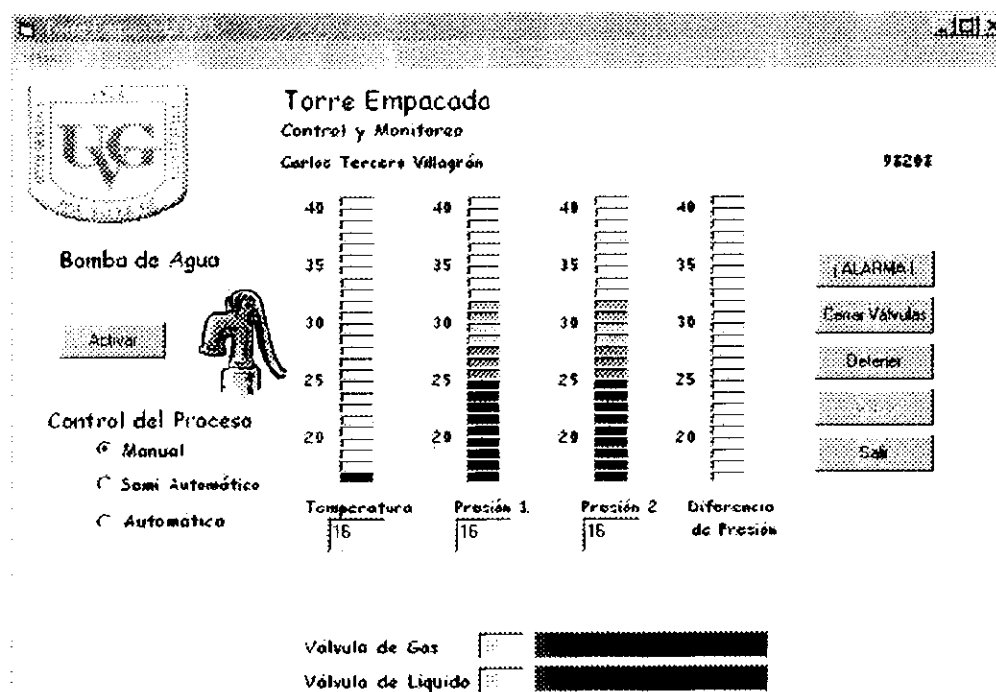 UVG
Torre Empacada
Control y Monitoreo
Carlos Tercero Villagrán
98208
Bomba de Agua
Activar
Control del Proceso
Manual
Semi Automático
Automático
40 40 40 40
35 35 35 35
30 30 30 30
25 25 25 25
20 20 20 20
Temperatura Presión 1 Presión 2 Diferencia de Presión
16 16 16
¡ ALARMA !
Cerrar Válvulas
Detener
Salir
Válvula de Gas
Válvula de Líquido